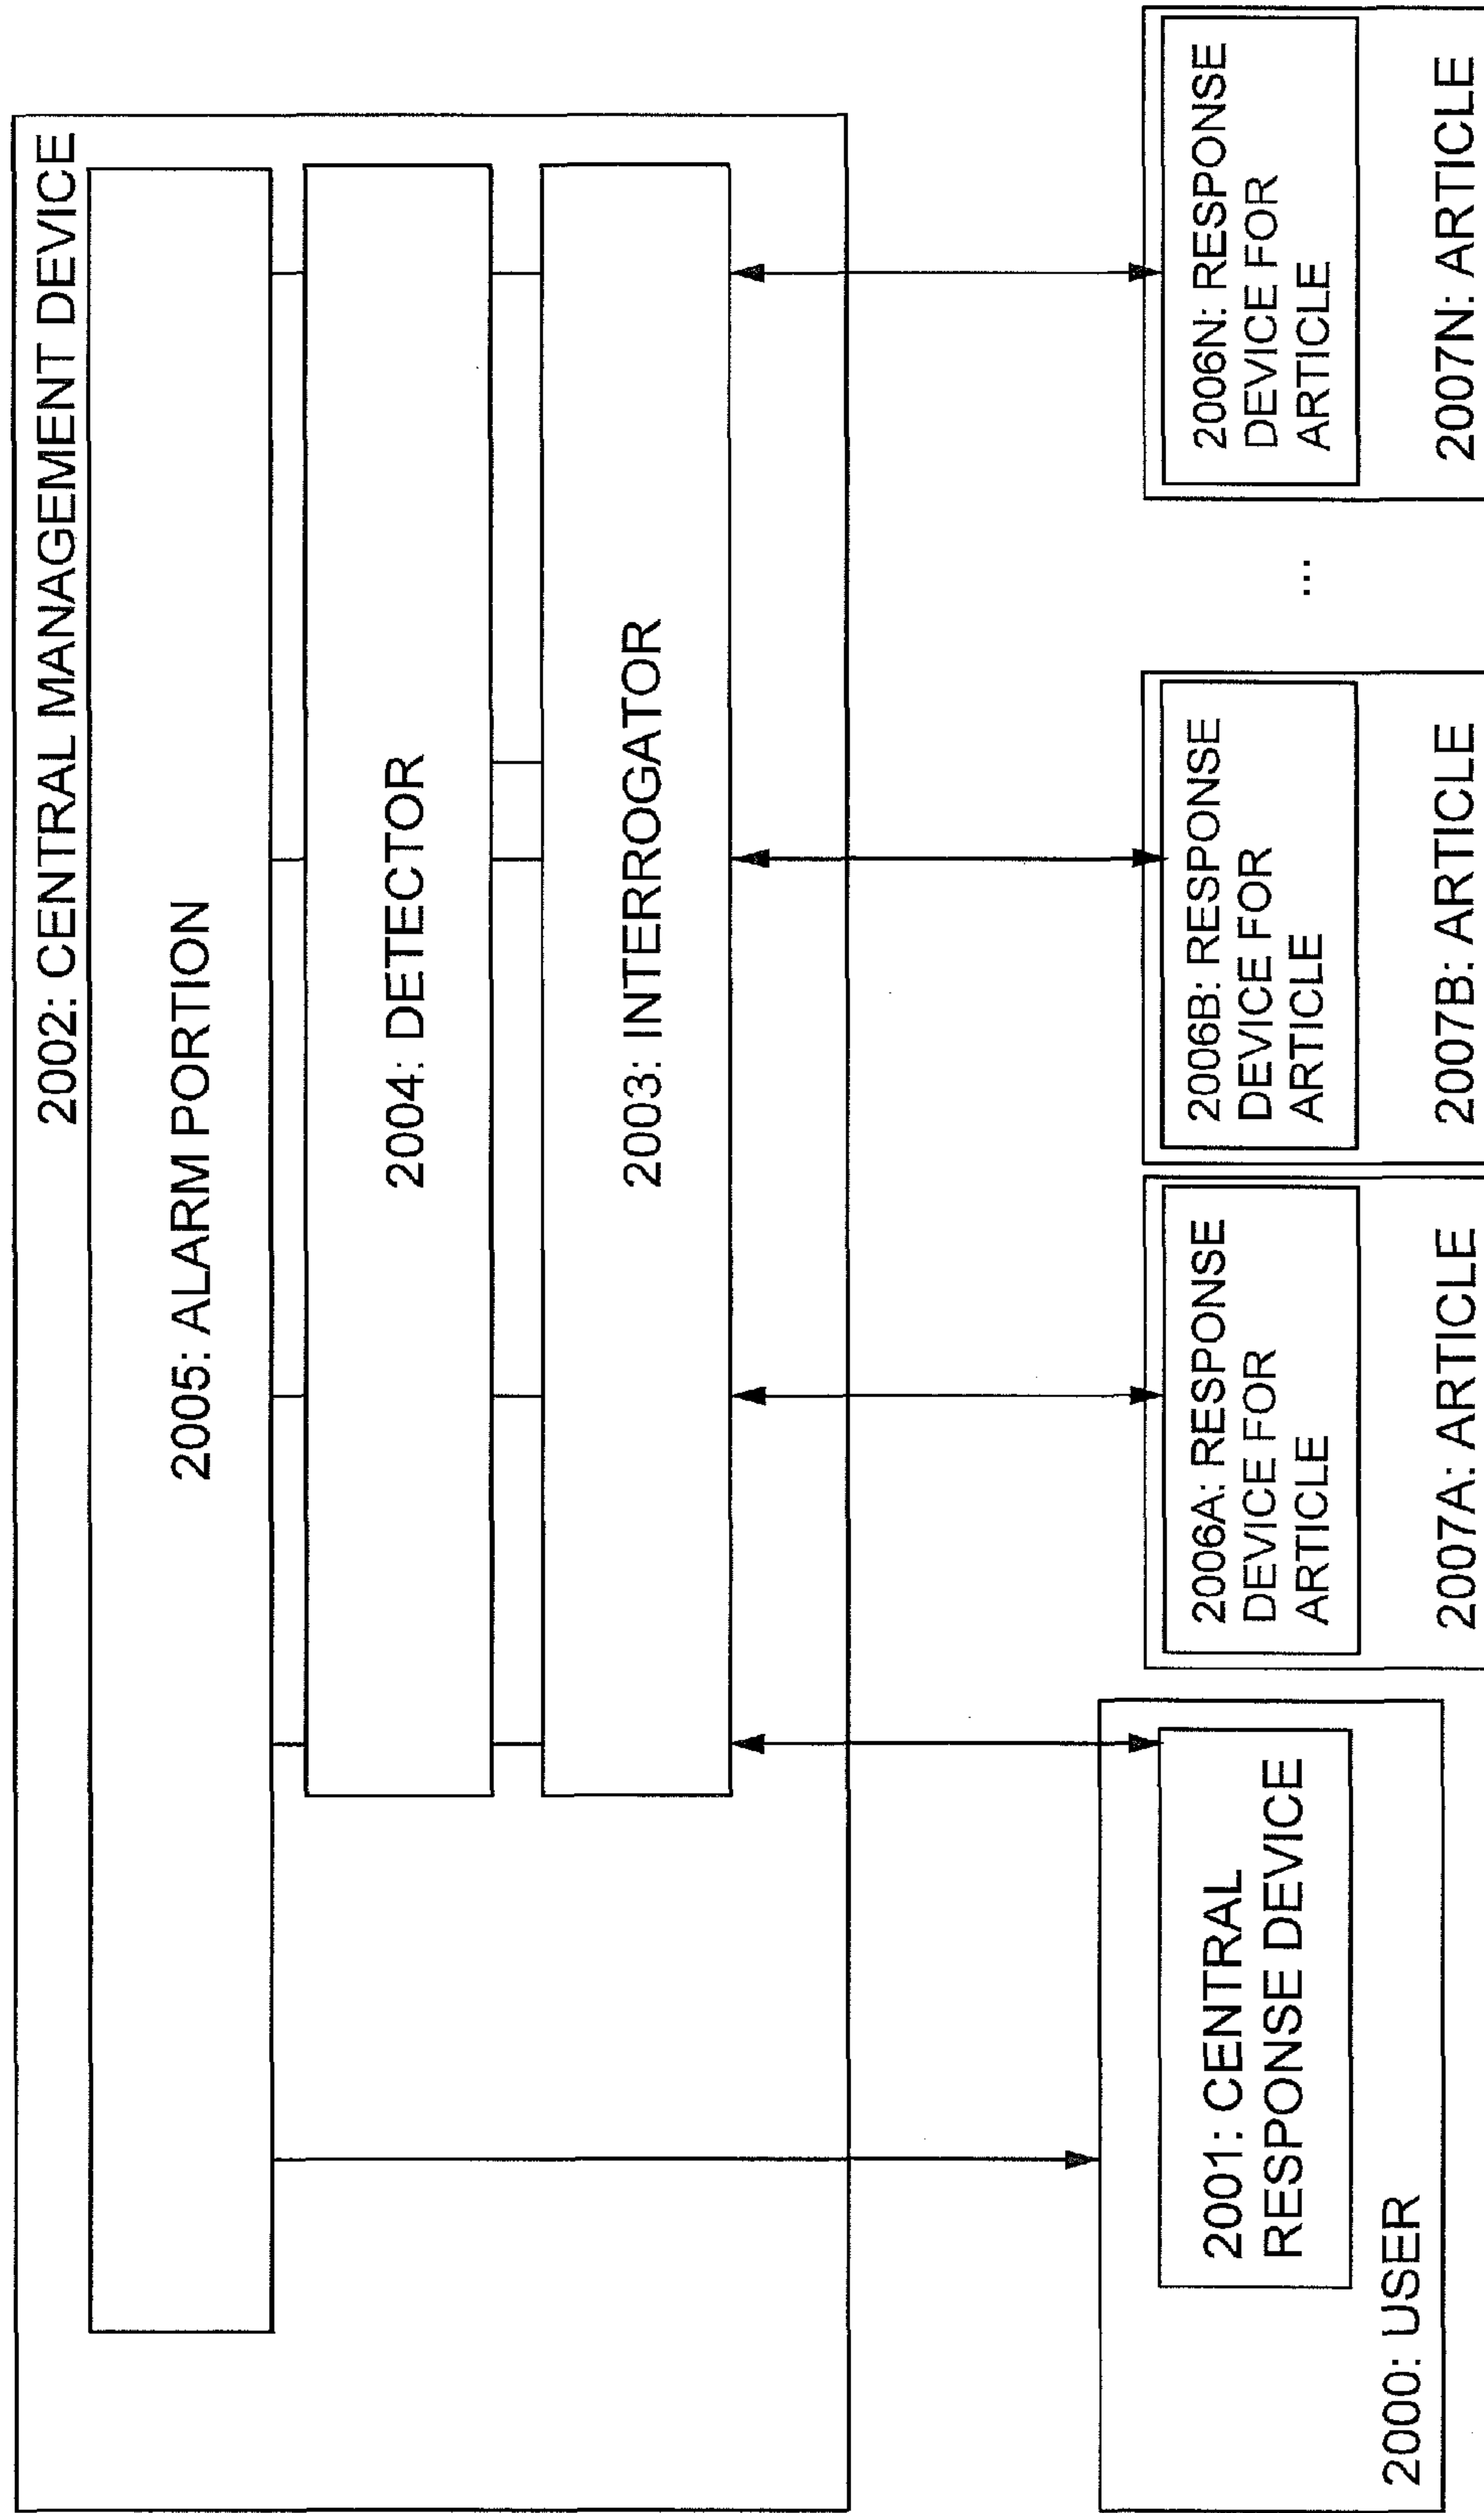 2002: CENTRAL MANAGEMENT DEVICE
2005: ALARM PORTION
2004: DETECTOR
2003: INTERROGATOR
2001: CENTRAL
RESPONSE DEVICE
2000: USER
2006A: RESPONSE
DEVICE FOR
ARTICLE
2007A: ARTICLE
2006B: RESPONSE
DEVICE FOR
ARTICLE
2007B: ARTICLE
...
2006N: RESPONSE
DEVICE FOR
ARTICLE
2007N: ARTICLE